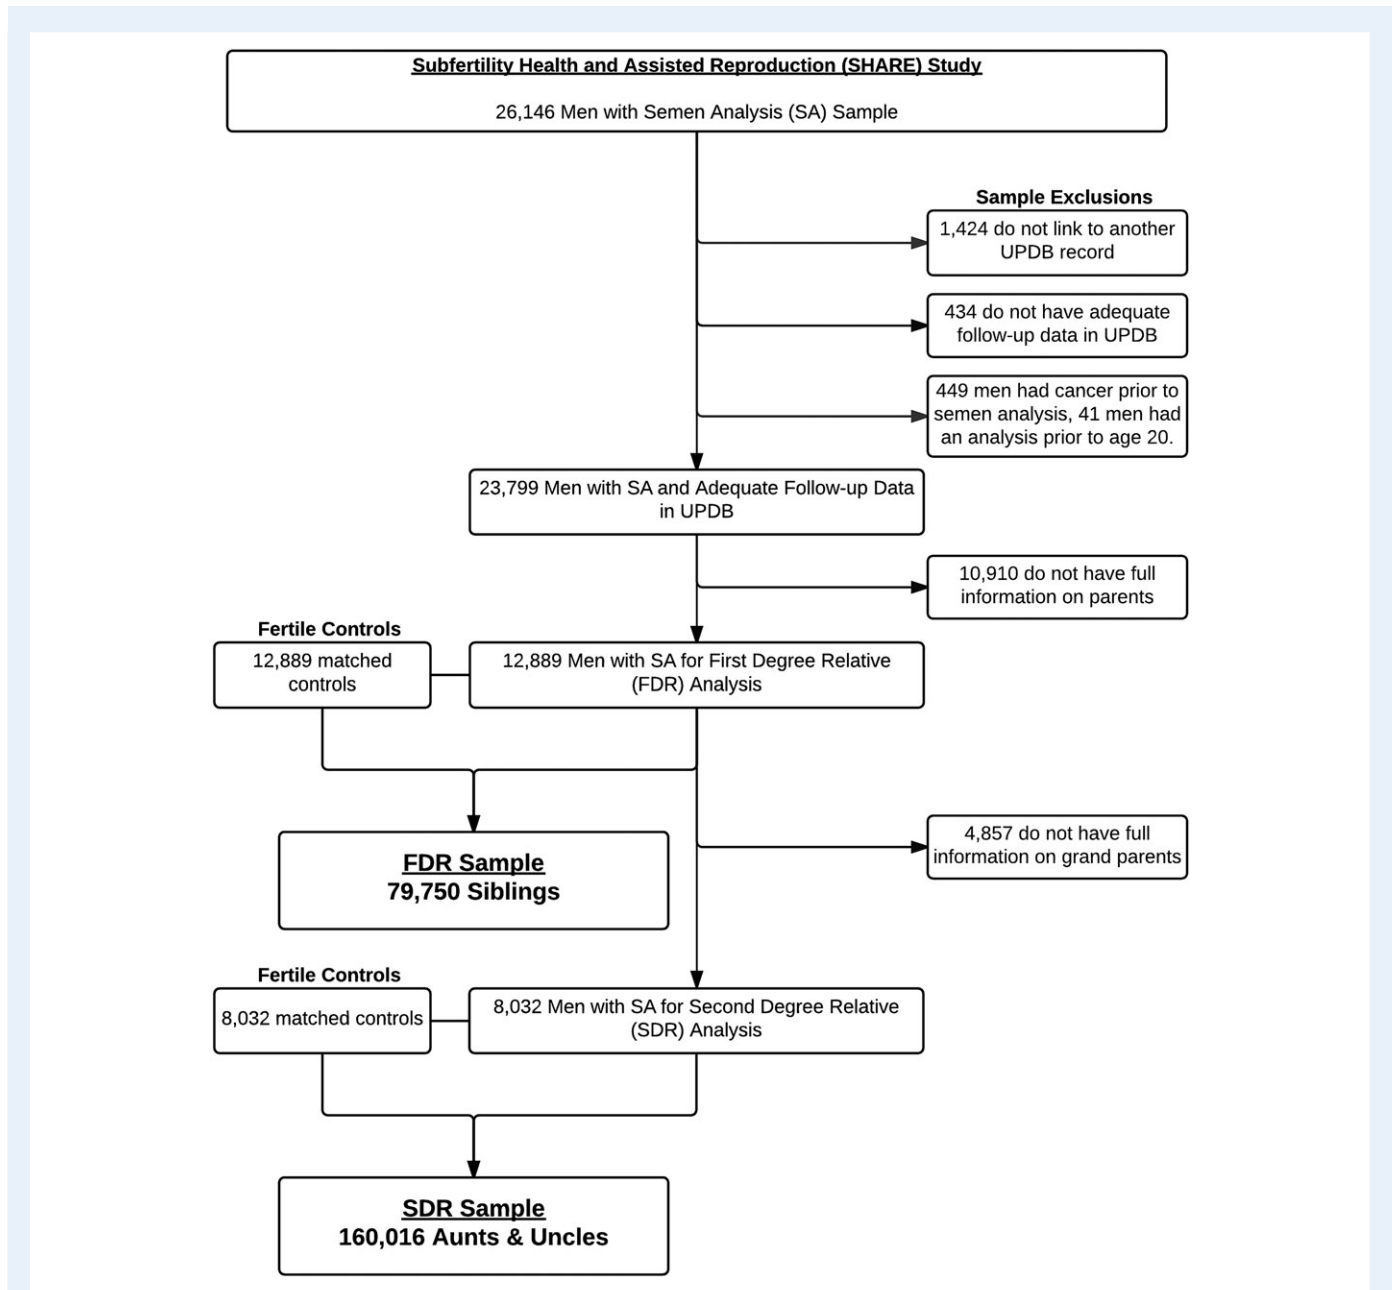 Subfertility Health and Assisted Reproduction (SHARE) Study
26,146 Men with Semen Analysis (SA) Sample
Sample Exclusions
1,424 do not link to another
UPDB record
434 do not have adequate
follow-up data in UPDB
449 men had cancer prior to
semen analysis, 41 men had
an analysis prior to age 20.
23,799 Men with SA and Adequate Follow-up Data
in UPDB
10,910 do not have full
information on parents
Fertile Controls
12,889 matched
controls
12,889 Men with SA for First Degree Relative
(FDR) Analysis
FDR Sample
79,750 Siblings
4,857 do not have full
information on grand parents
Fertile Controls
8,032 matched controls
8,032 Men with SA for Second Degree Relative
(SDR) Analysis
SDR Sample
160,016 Aunts & Uncles